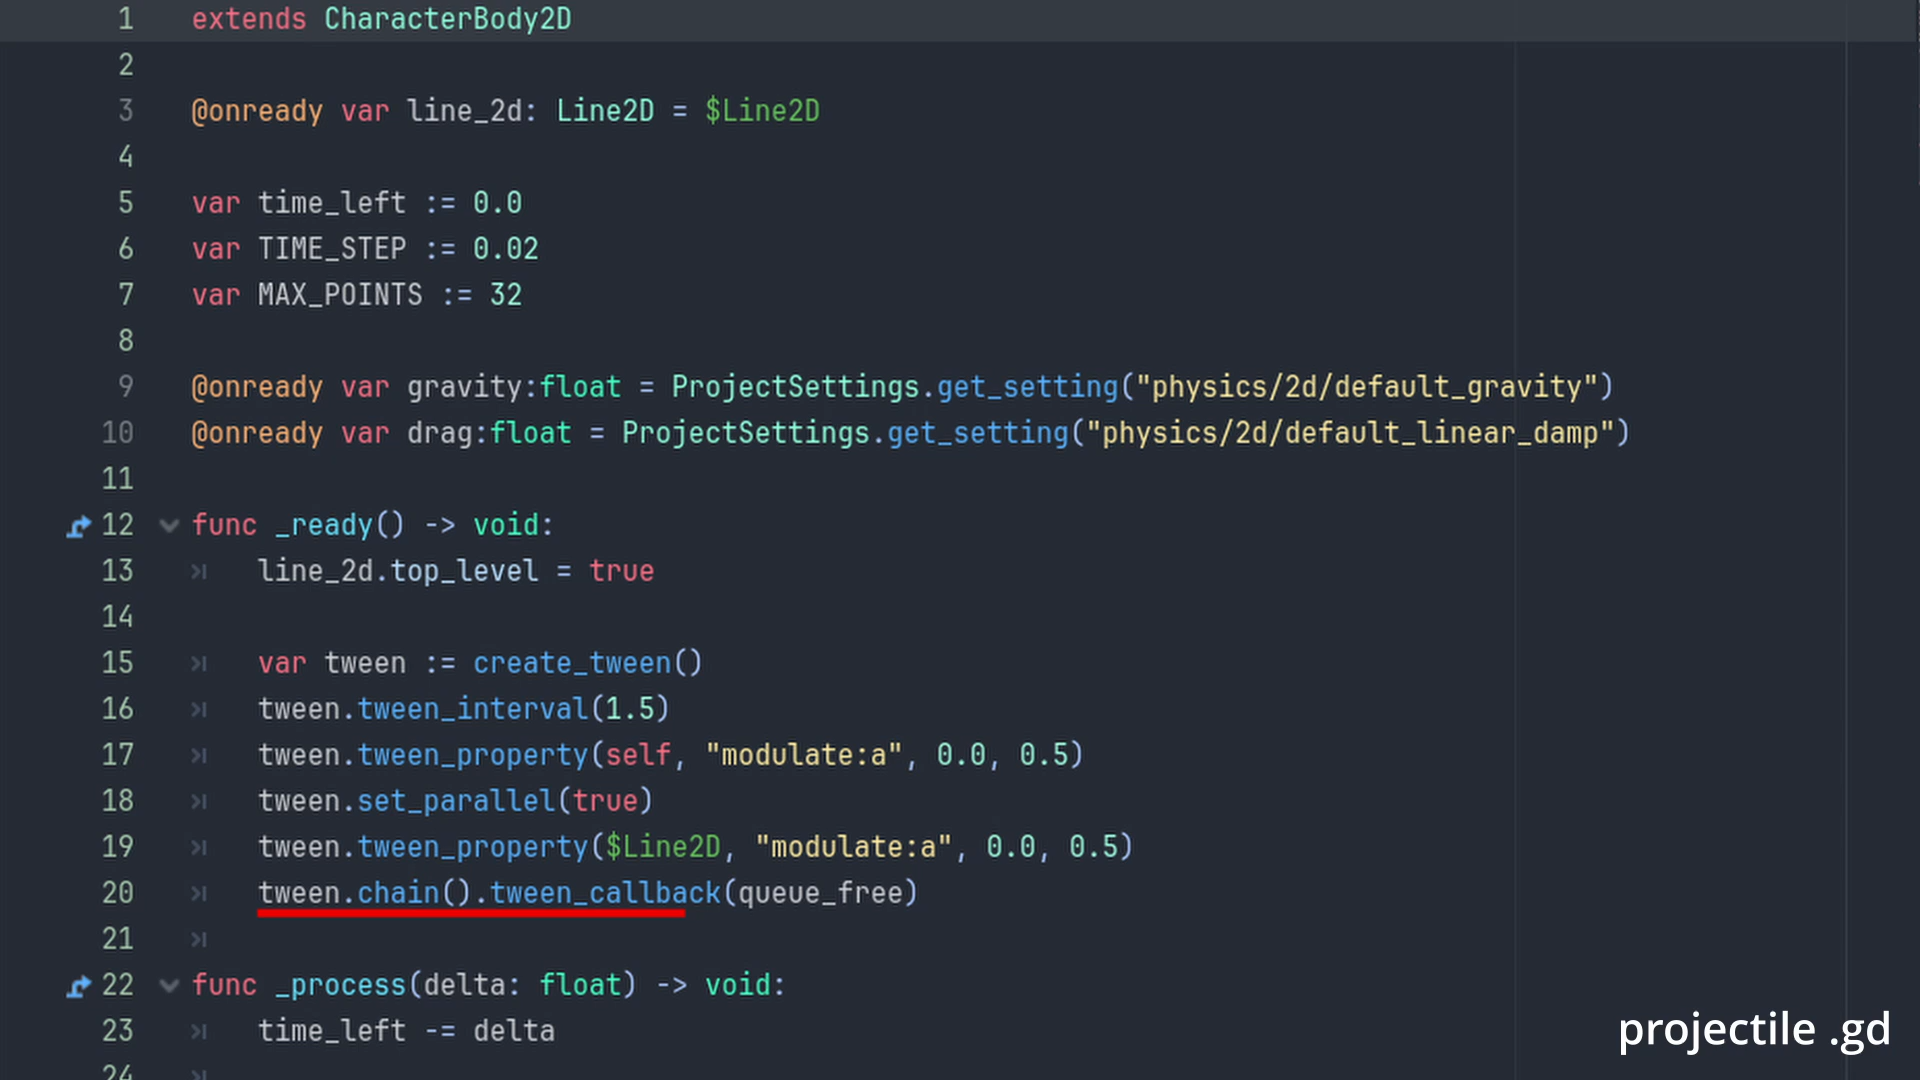 1 extends CharacterBody2D
2
3 @onready var line_2d: Line2D = $Line2D
4
5 var time_left := 0.0
6 var TIME_STEP := 0.02
7 var MAX_POINTS := 32
8
9 @onready var gravity:float = ProjectSettings.get_setting("physics/2d/default_gravity")
10 @onready var drag:float = ProjectSettings.get_setting("physics/2d/default_linear_damp")
11
12 func _ready() -> void:
13 line_2d.top_level = true
14
15 var tween := create_tween()
16 tween.tween_interval(1.5)
17 tween.tween_property(self, "modulate:a", 0.0, 0.5)
18 tween.set_parallel(true)
19 tween.tween_property($Line2D, "modulate:a", 0.0, 0.5)
20 tween.chain().tween_callback(queue_free)
21
22 func _process(delta: float) -> void:
23 time_left -= delta
24
projectile .gd